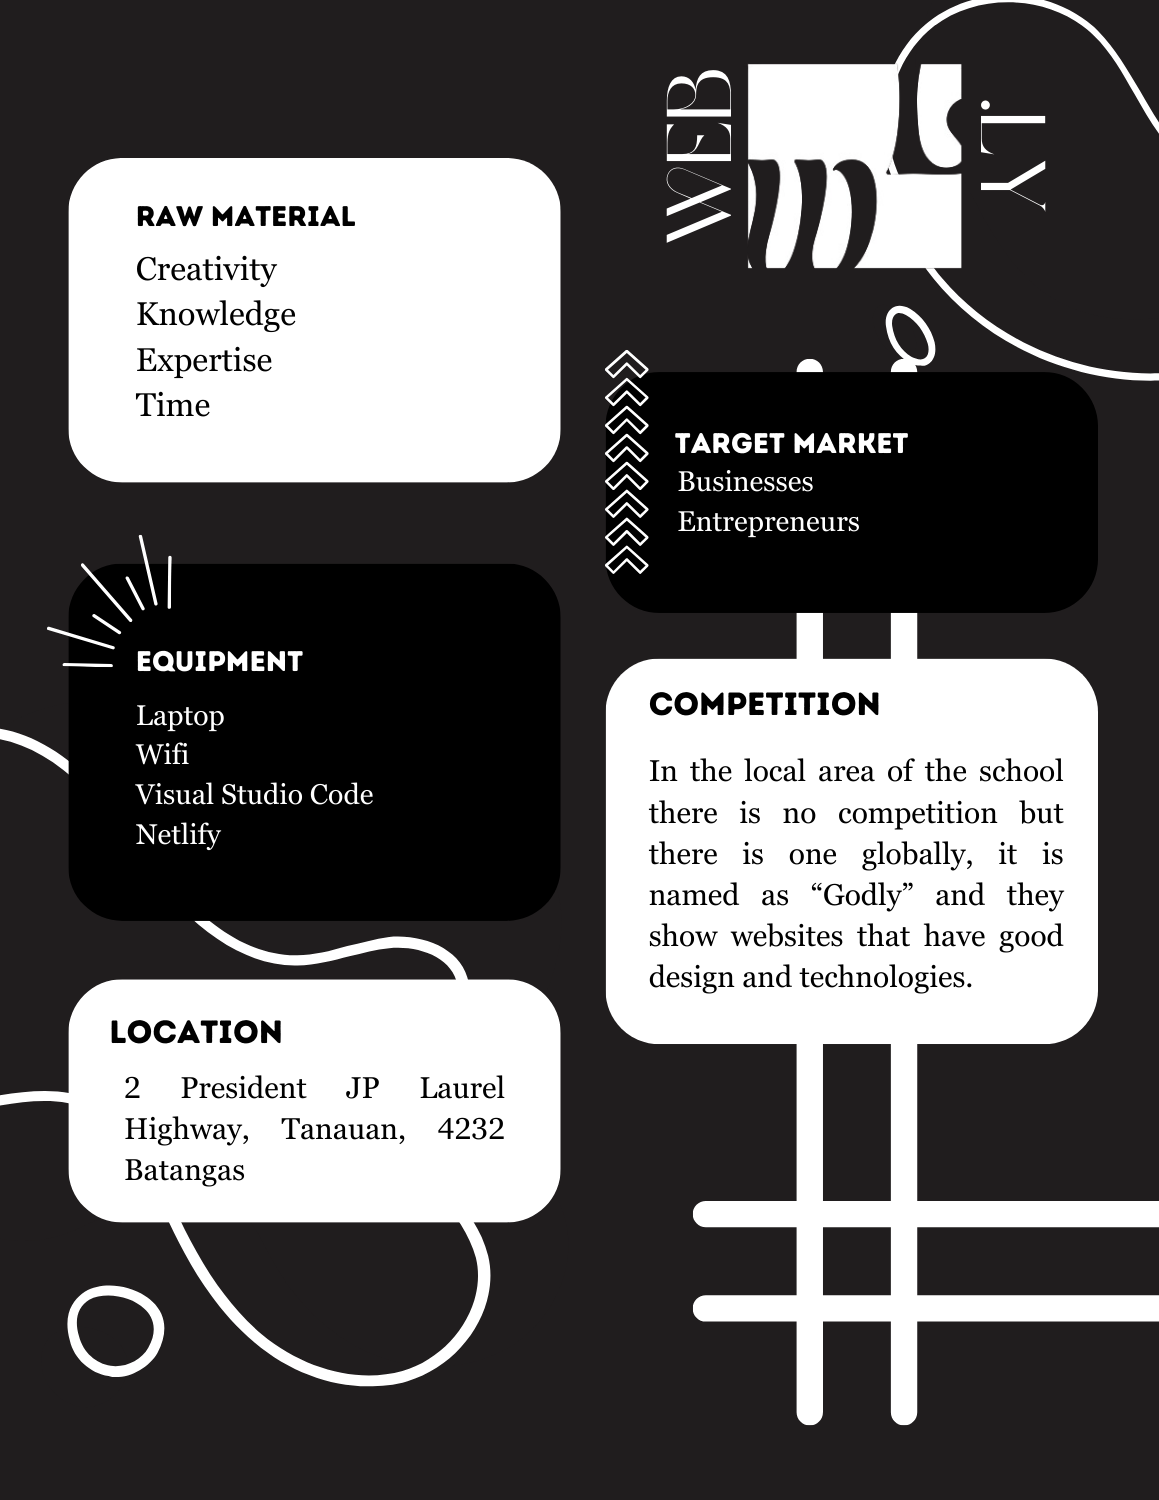 WEB
.LY
RAW MATERIAL
Creativity
Knowledge
Expertise
Time
EQUIPMENT
Laptop
Wifi
Visual Studio Code
Netlify
LOCATION
2 President JP Laurel
Highway, Tanauan, 4232
Batangas
TARGET MARKET
Businesses
Entrepreneurs
COMPETITION
In the local area of the school
there is no competition but
there is one globally, it is
named as “Godly” and they
show websites that have good
design and technologies.